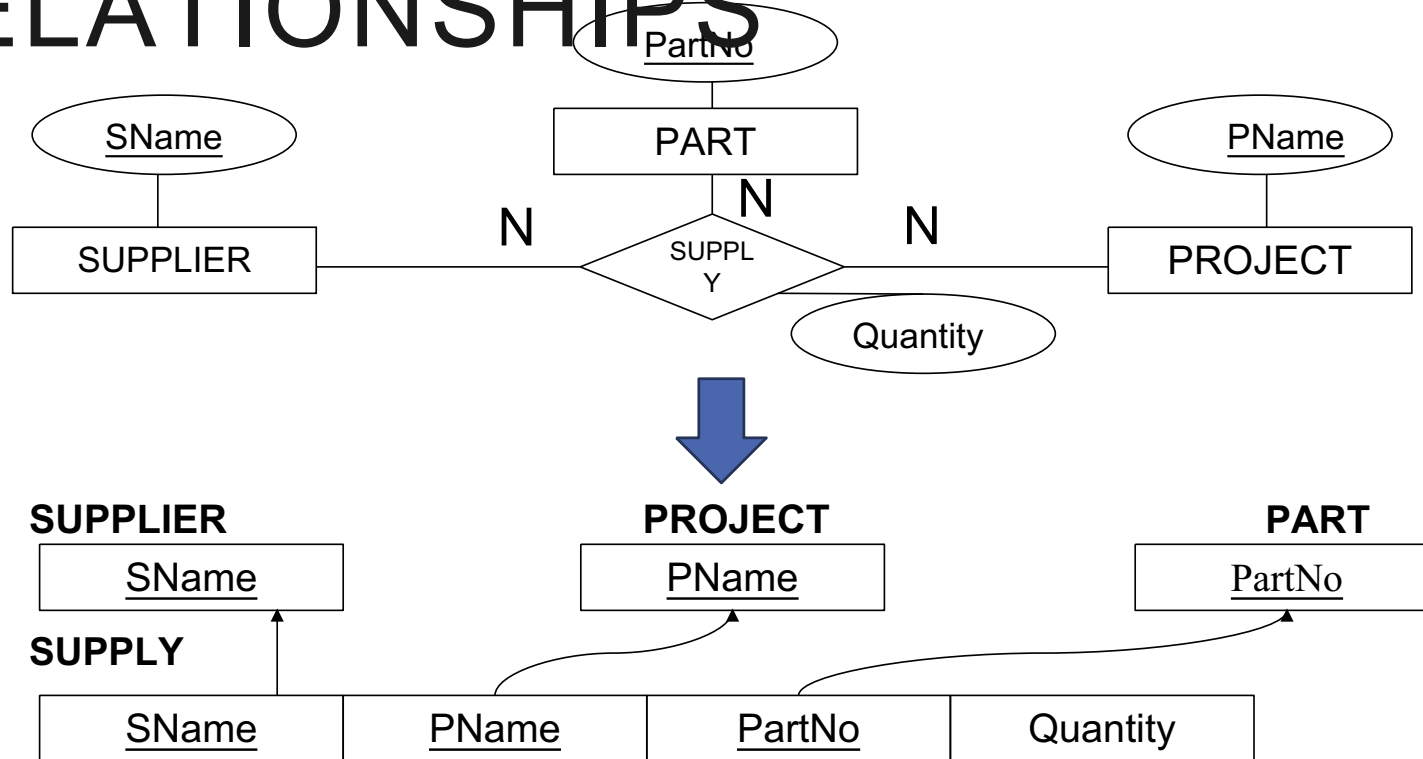 ELATIONSHIPS
PartNo
SName
PART
PName
N
N
N
SUPPLIER
SUPPL
Y
PROJECT
Quantity
SUPPLIER
PROJECT
PART
SName
PName
PartNo
SUPPLY
SName
PName
PartNo
Quantity